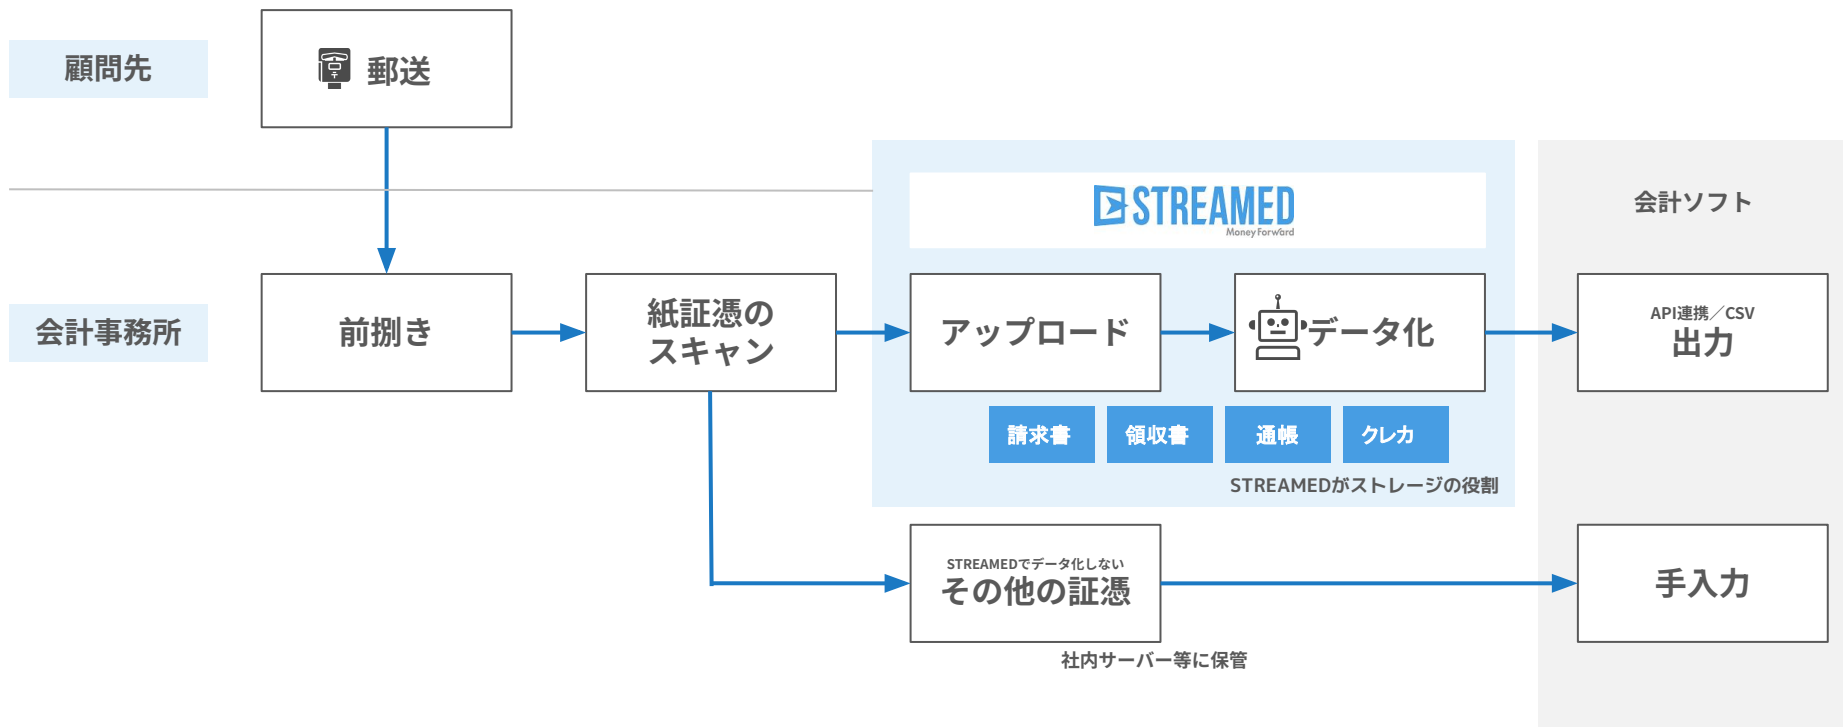 顧問先
郵送
STREAMED
Money Forward
会計ソフト
会計事務所
前捌き
紙証憑の
スキャン
アップロード
データ化
API連携／CSV
出力
請求書
領収書
通帳
クレカ
STREAMEDがストレージの役割
STREAMEDでデータ化しない
その他の証憑
手入力
社内サーバー等に保管